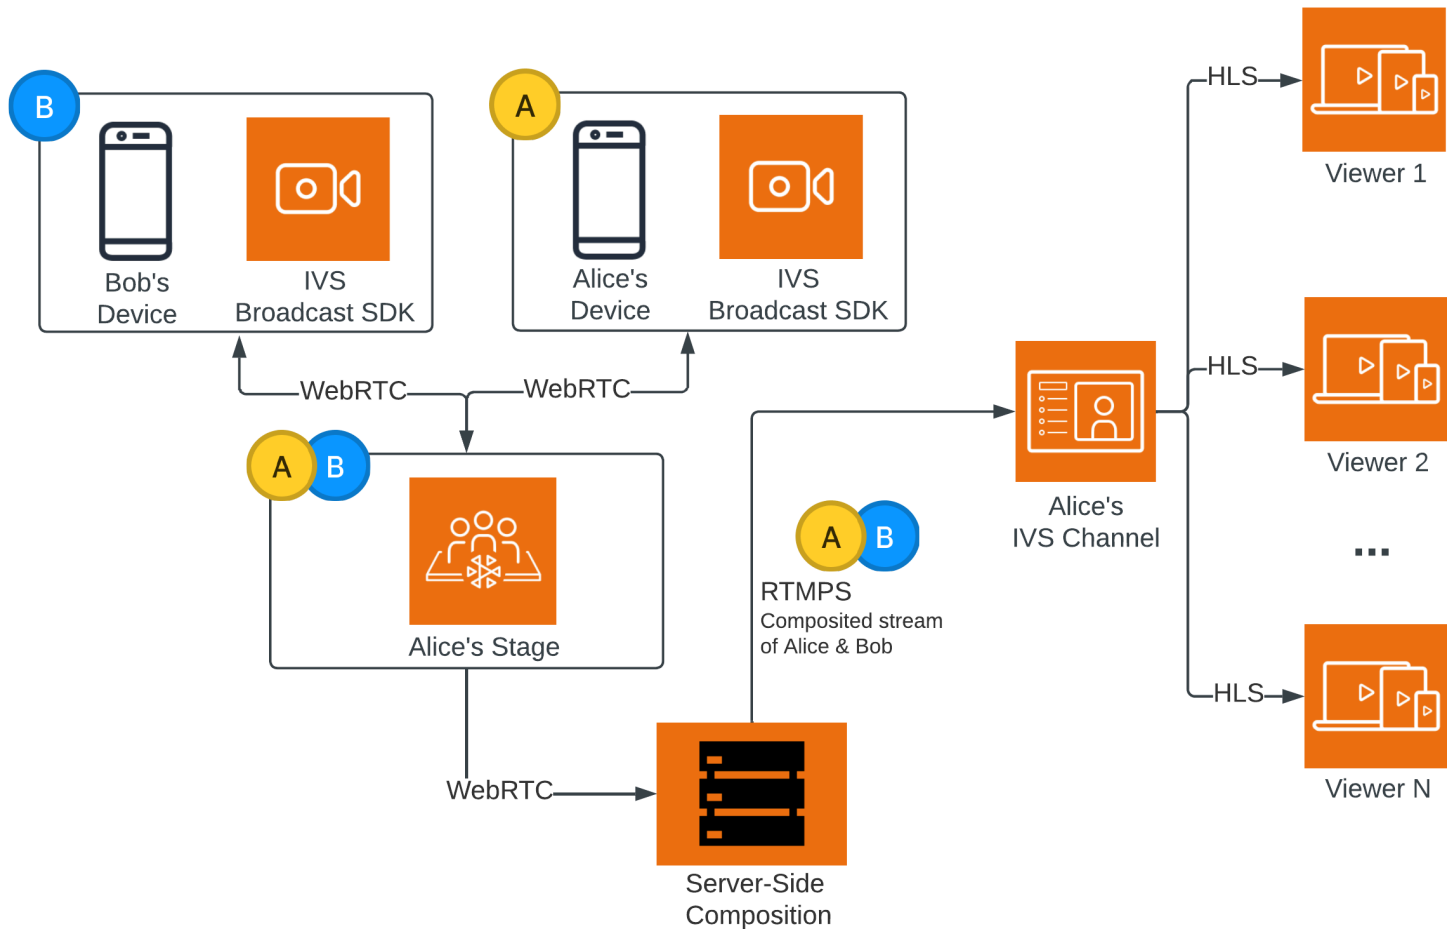 B
Bob's
Device
IVS
Broadcast SDK
A
Alice's
Device
IVS
Broadcast SDK
WebRTC
WebRTC
A
B
Alice's Stage
WebRTC
Server-Side
Composition
A
B
RTMPS
Composited stream
of Alice & Bob
Alice's
IVS Channel
HLS
Viewer 1
HLS
Viewer 2
...
HLS
Viewer N